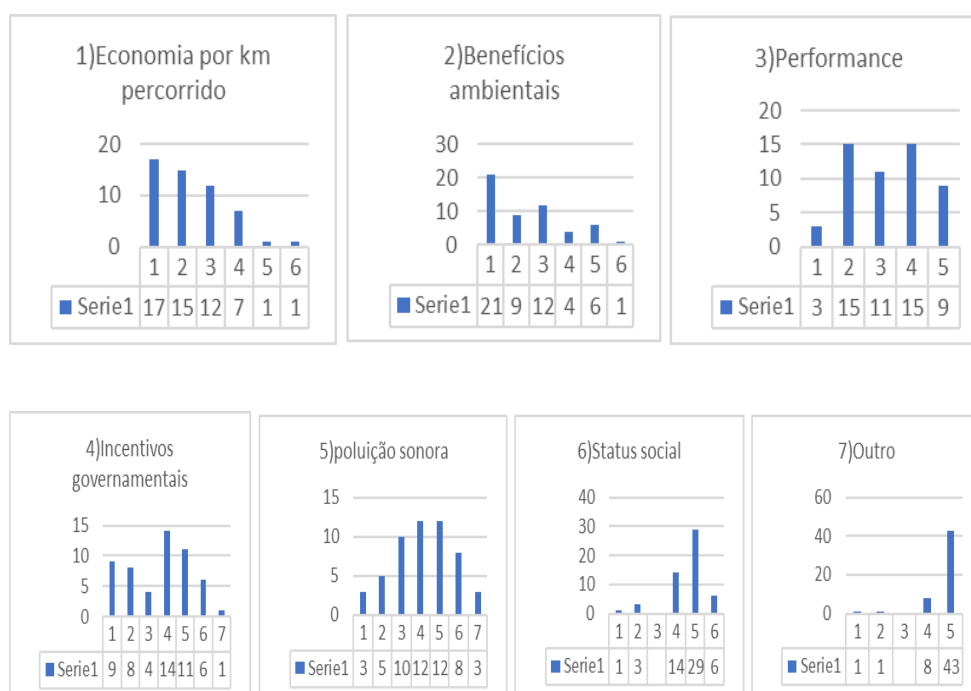 1)Economia por km
percorrido
20
10
0
1 2 3 4 5 6
Serie1 17 15 12 7 1 1
2)Benefícios
ambientais
30
20
10
0
1 2 3 4 5 6
Serie1 21 9 12 4 6 1
3)Performance
20
15
10
5
0
1 2 3 4 5
Serie1 3 15 11 15 9
4)Incentivos
governamentais
15
10
5
0
1 2 3 4 5 6 7
Serie1 9 8 4 14 11 6 1
5)poluição sonora
15
10
5
0
1 2 3 4 5 6 7
Serie1 3 5 10 12 12 8 3
6)Status social
40
30
20
10
0
1 2 3 4 5 6
Serie1 1 3 14 29 6
7)Outro
60
40
20
0
1 2 3 4 5
Serie1 1 1 8 43